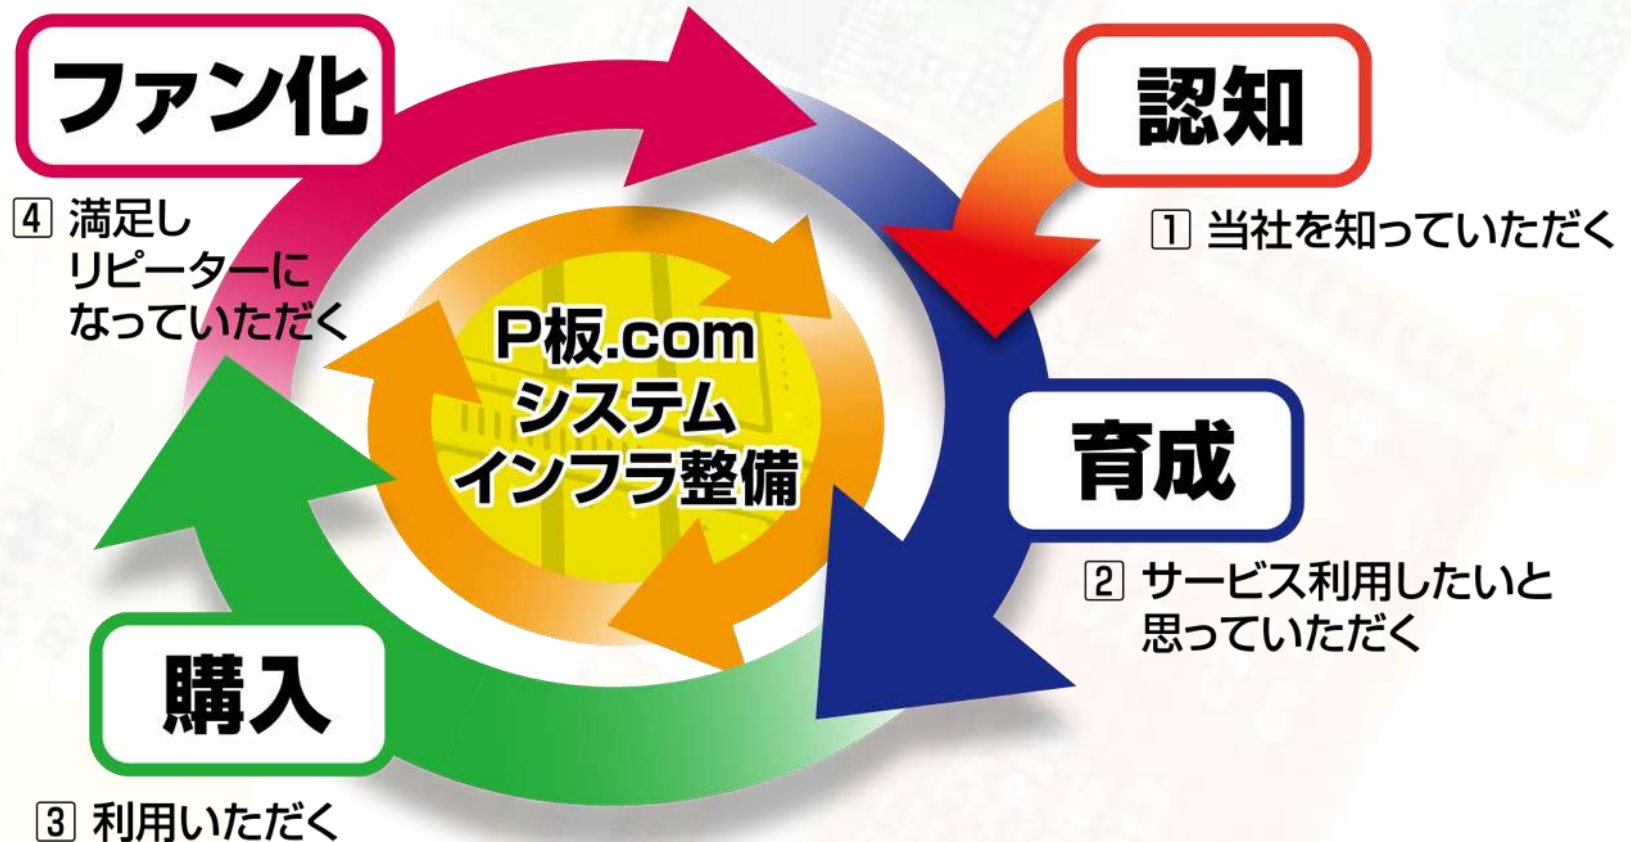 認知
1 当社を知っていただく
育成
2 サービス利用したいと
思っていただく
購入
3 利用いただく
ファン化
4 満足し
リピーターに
なっていただく
P板.com
システム
インフラ整備